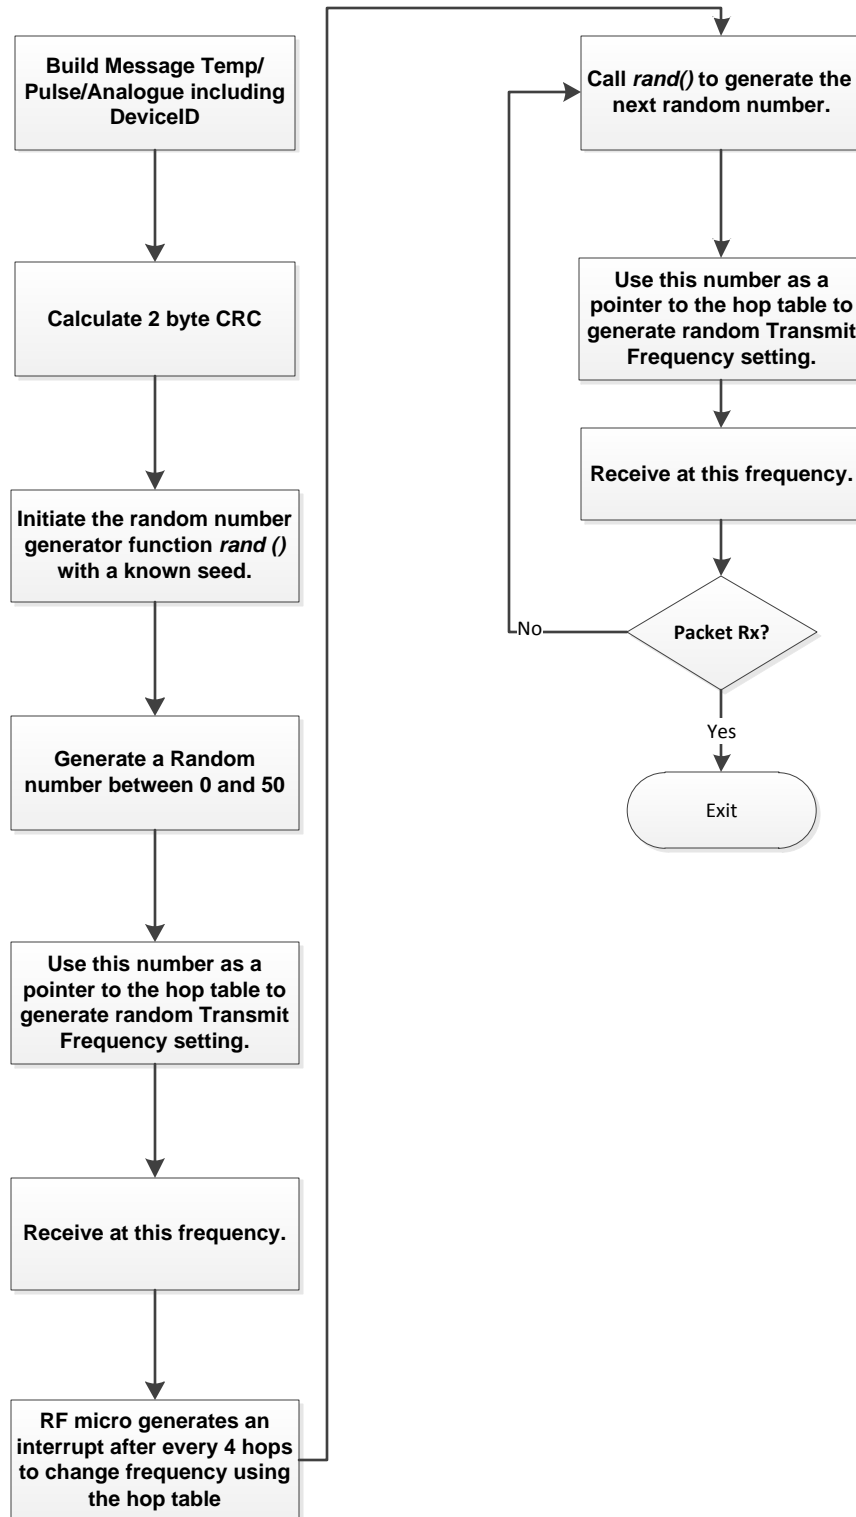 Build Message Temp/
Pulse/Analogue including
DeviceID
Calculate 2 byte CRC
Initiate the random number
generator function rand ()
with a known seed.
Generate a Random
number between 0 and 50
Use this number as a
pointer to the hop table to
generate random Transmit
Frequency setting.
Receive at this frequency.
RF micro generates an
interrupt after every 4 hops
to change frequency using
the hop table
Call rand() to generate the
next random number.
Use this number as a
pointer to the hop table to
generate random Transmit
Frequency setting.
Receive at this frequency.
Packet Rx?
No
Yes
Exit